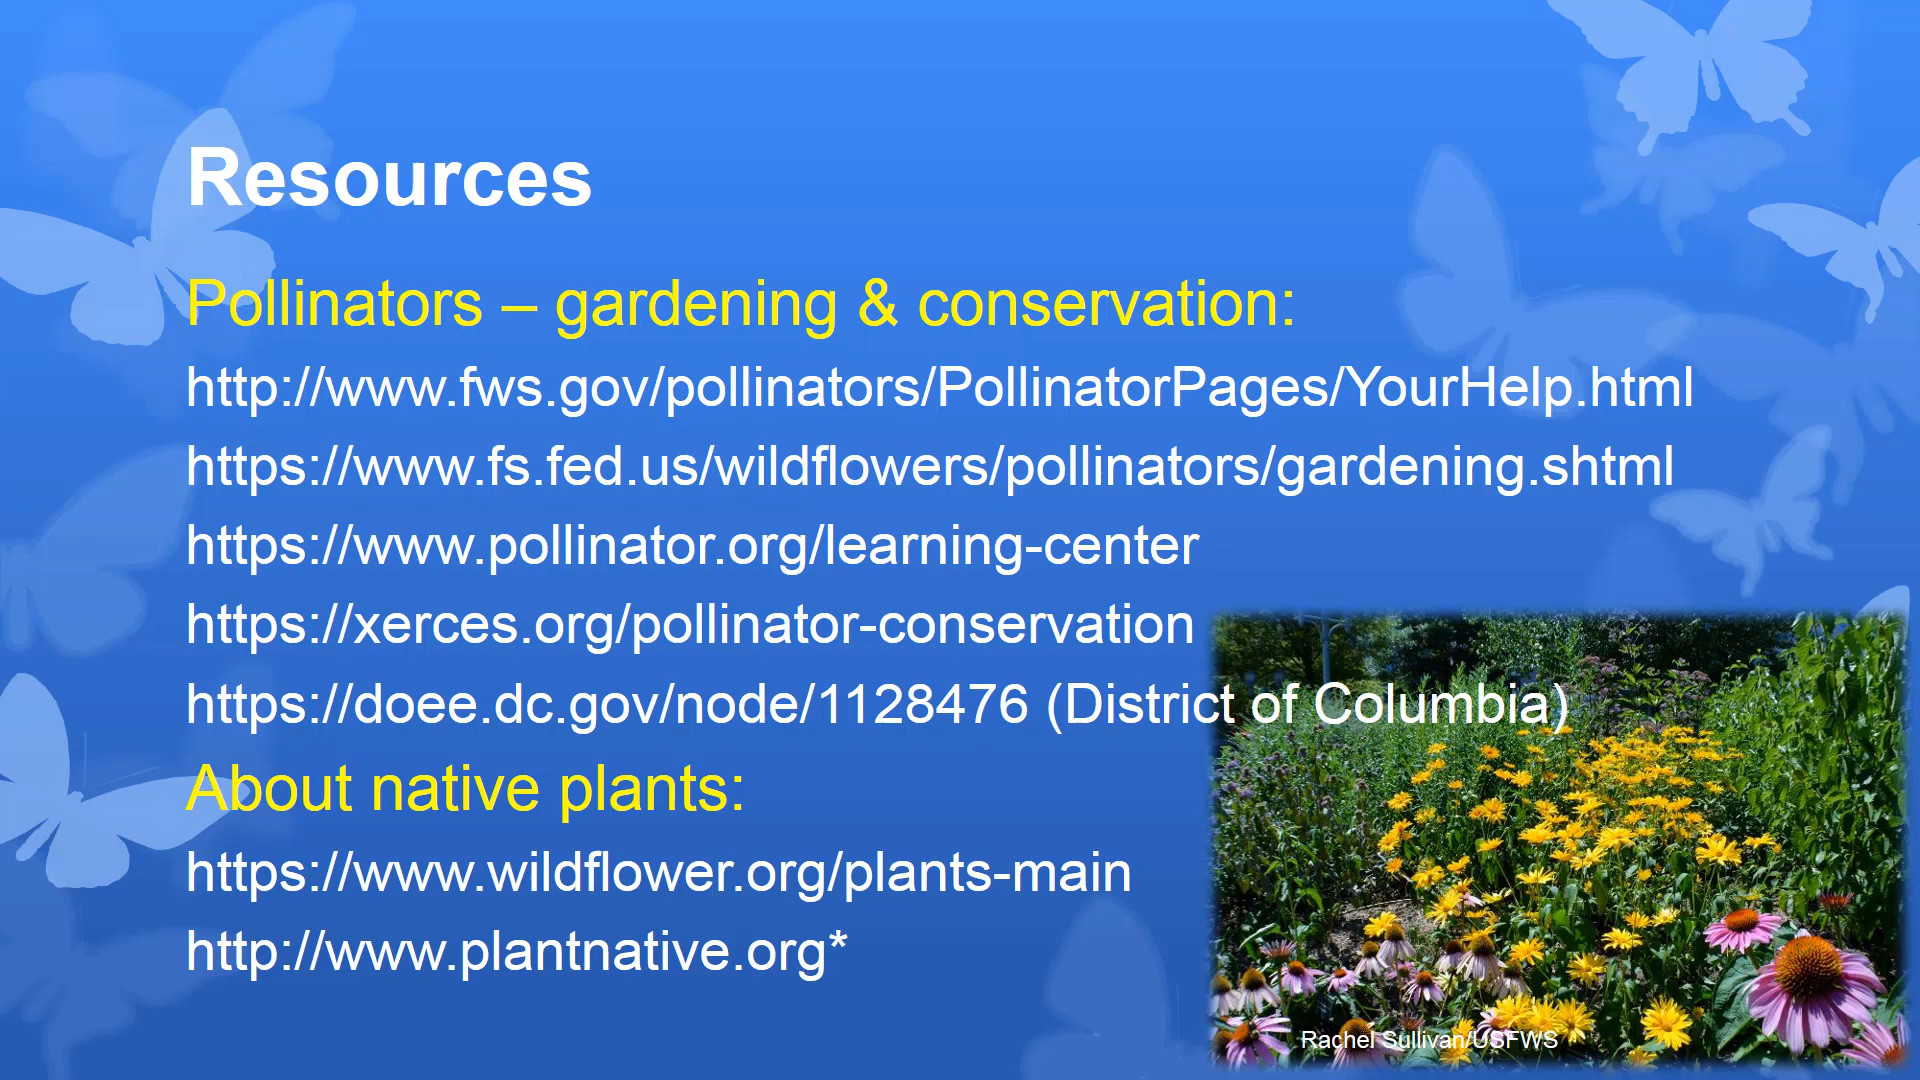 Resources
Pollinators – gardening & conservation:
http://www.fws.gov/pollinators/PollinatorPages/YourHelp.html
https://www.fs.fed.us/wildflowers/pollinators/gardening.shtml
https://www.pollinator.org/learning-center
https://xerces.org/pollinator-conservation
https://doee.dc.gov/node/1128476 (District of Columbia)
About native plants:
https://www.wildflower.org/plants-main
http://www.plantnative.org*
Rachel Sullivan/USFWS